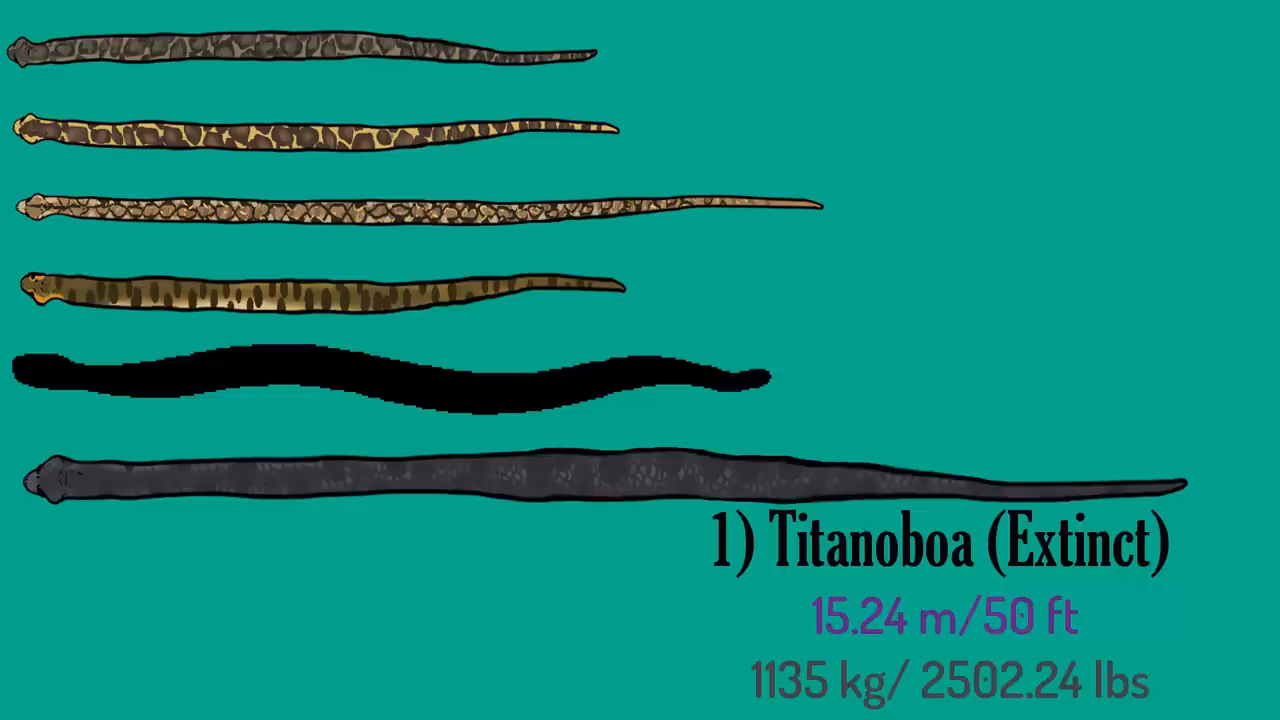 1) Titanoboa (Extinct)
15.24 m/50 ft
1135 kg/ 2502.24 lbs